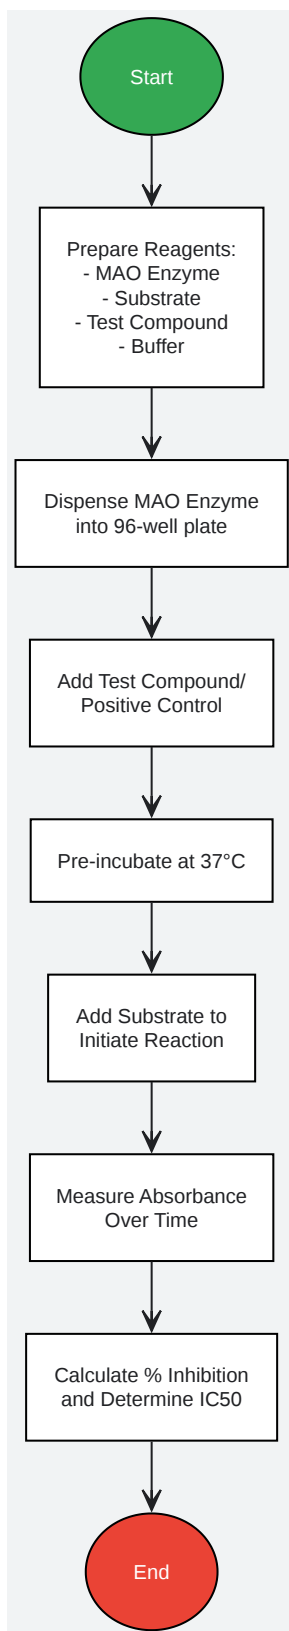 Start
Prepare Reagents:
- MAO Enzyme
- Substrate
- Test Compound
- Buffer
Dispense MAO Enzyme
into 96-well plate
Add Test Compound/
Positive Control
Pre-incubate at 37°C
Add Substrate to
Initiate Reaction
Measure Absorbance
Over Time
Calculate % Inhibition
and Determine IC50
End